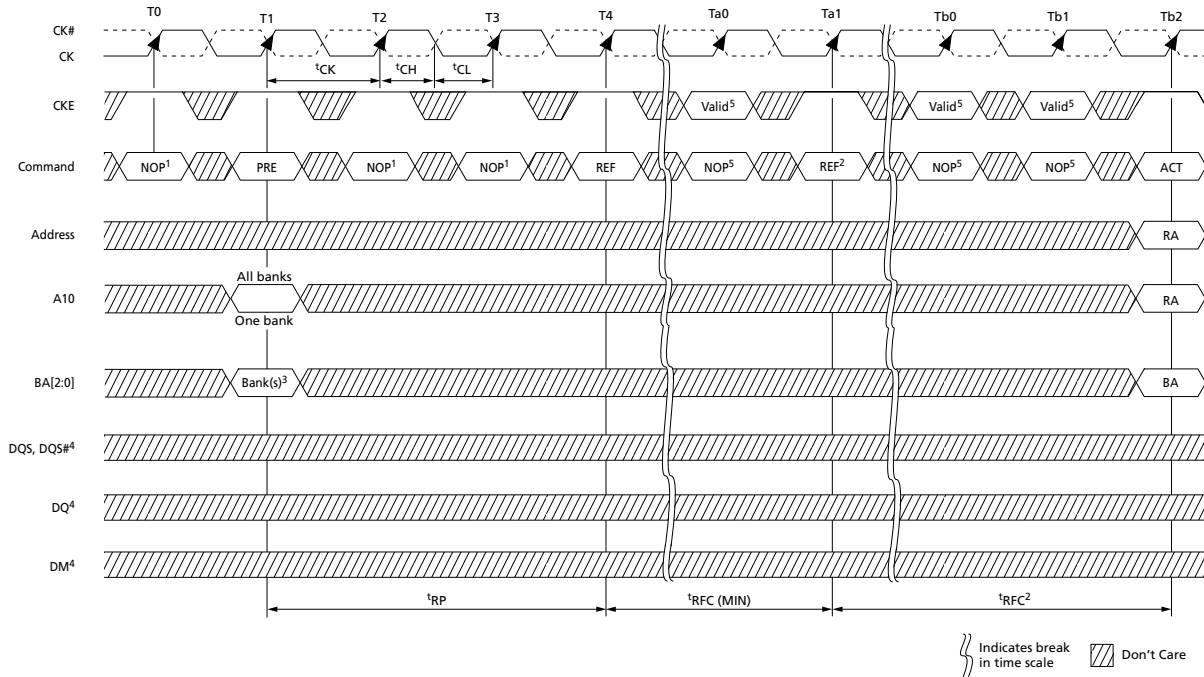 T0 T1 T2 T3 T4 Ta0 Ta1 Tb0 Tb1 Tb2
CK#
CK
tCK tCH tCL
CKE Valid5 Valid5 Valid5
Command NOP1 PRE NOP1 NOP1 REF NOP5 REF2 NOP5 NOP5 ACT
Address RA
All banks
A10 RA
One bank
BA[2:0] Bank(s)3 BA
DQS, DQS#4
DQ4
DM4
tRP tRFC (MIN) tRFC2
Indicates break
in time scale
Don't Care